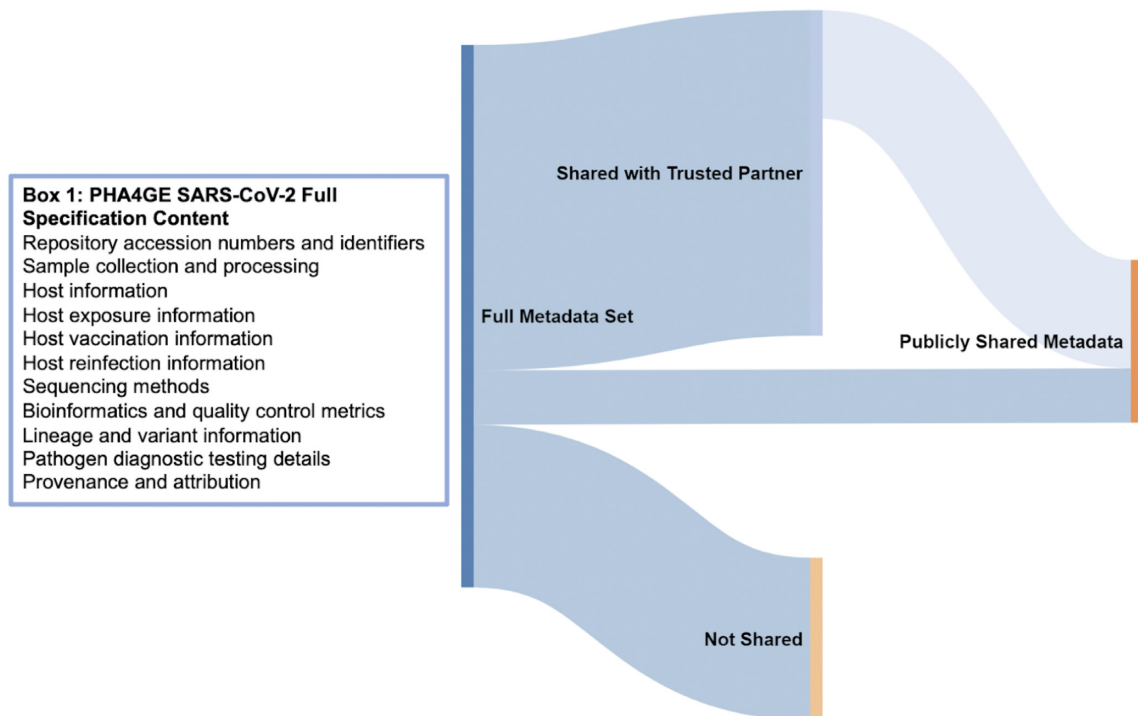 Box 1: PHA4GE SARS-CoV-2 Full
Specification Content
Repository accession numbers and identifiers
Sample collection and processing
Host information
Host exposure information
Host vaccination information
Host reinfection information
Sequencing methods
Bioinformatics and quality control metrics
Lineage and variant information
Pathogen diagnostic testing details
Provenance and attribution
Full Metadata Set
Shared with Trusted Partner
Publicly Shared Metadata
Not Shared